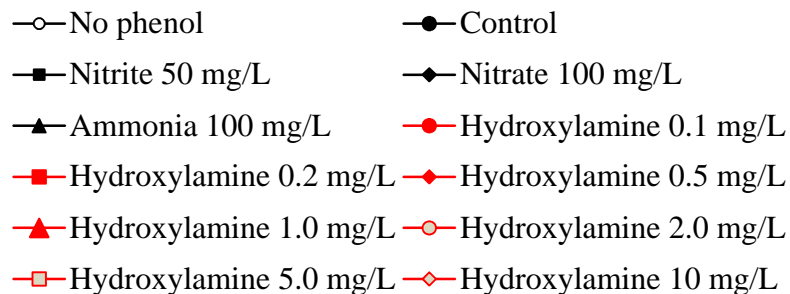 No phenol Control
Nitrite 50 mg/L Nitrate 100 mg/L
Ammonia 100 mg/L Hydroxylamine 0.1 mg/L
Hydroxylamine 0.2 mg/L Hydroxylamine 0.5 mg/L
Hydroxylamine 1.0 mg/L Hydroxylamine 2.0 mg/L
Hydroxylamine 5.0 mg/L Hydroxylamine 10 mg/L